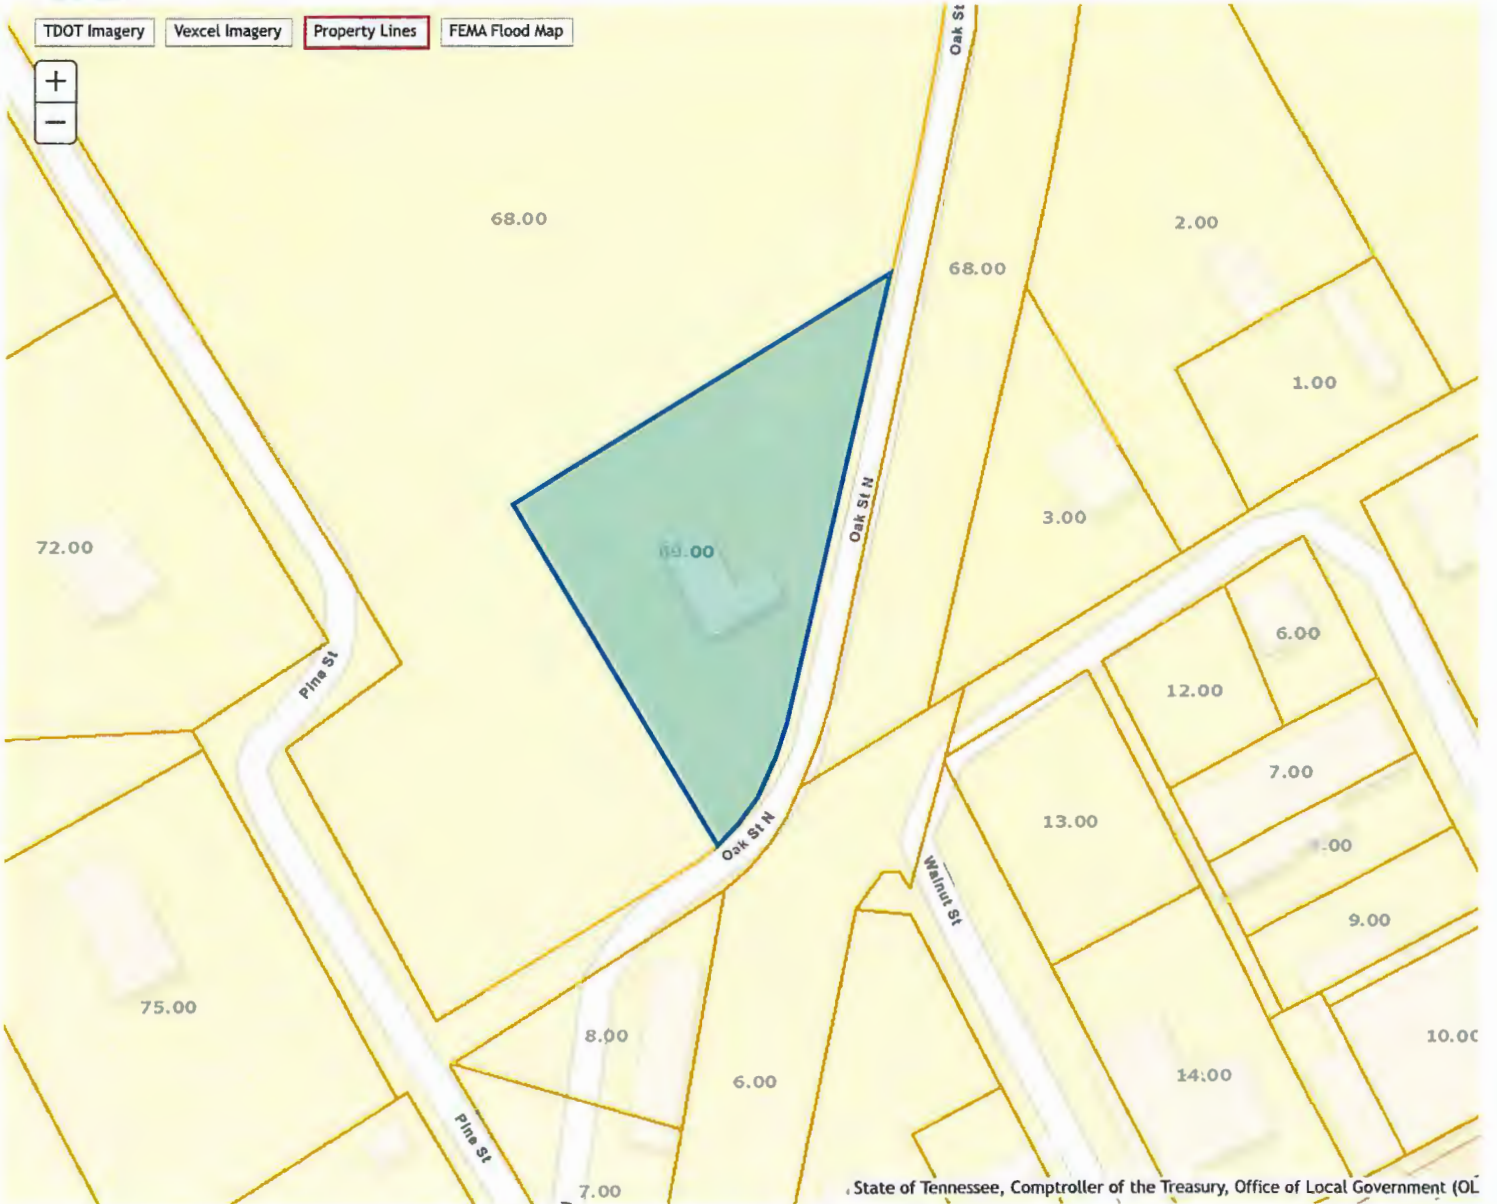 TDOT Imagery
Vexcel Imagery
Property Lines
FEMA Flood Map
+
−
Oak St
68.00
2.00
68.00
1.00
Oak St N
3.00
72.00
69.00
6.00
Pine St
12.00
7.00
13.00
Oak St N
Walnut St
9.00
75.00
8.00
10.00
6.00
14.00
Pine St
7.00
State of Tennessee, Comptroller of the Treasury, Office of Local Government (OL